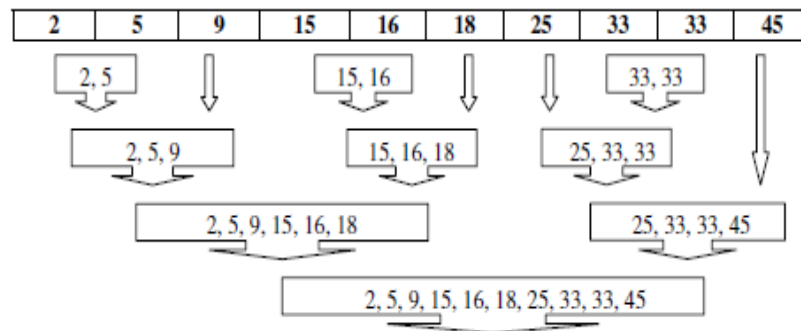 2 5 9 15 16 18 25 33 33 45
2, 5 15, 16 33, 33
2, 5, 9 15, 16, 18 25, 33, 33
2, 5, 9, 15, 16, 18 25, 33, 33, 45
2, 5, 9, 15, 16, 18, 25, 33, 33, 45